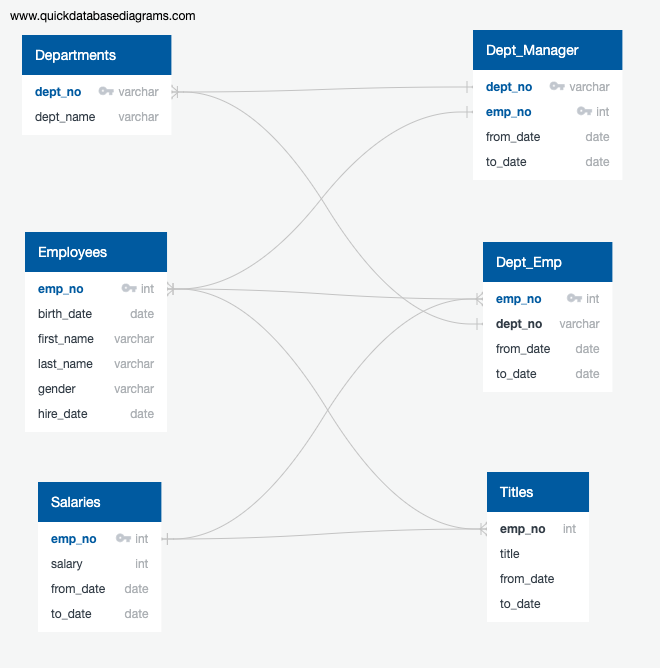 www.quickdatabasediagrams.com
Departments
dept_no varchar
dept_name varchar
Dept_Manager
dept_no varchar
emp_no int
from_date date
to_date date
Employees
emp_no int
birth_date date
first_name varchar
last_name varchar
gender varchar
hire_date date
Dept_Emp
emp_no int
dept_no varchar
from_date date
to_date date
Salaries
emp_no int
salary int
from_date date
to_date date
Titles
emp_no int
title
from_date
to_date